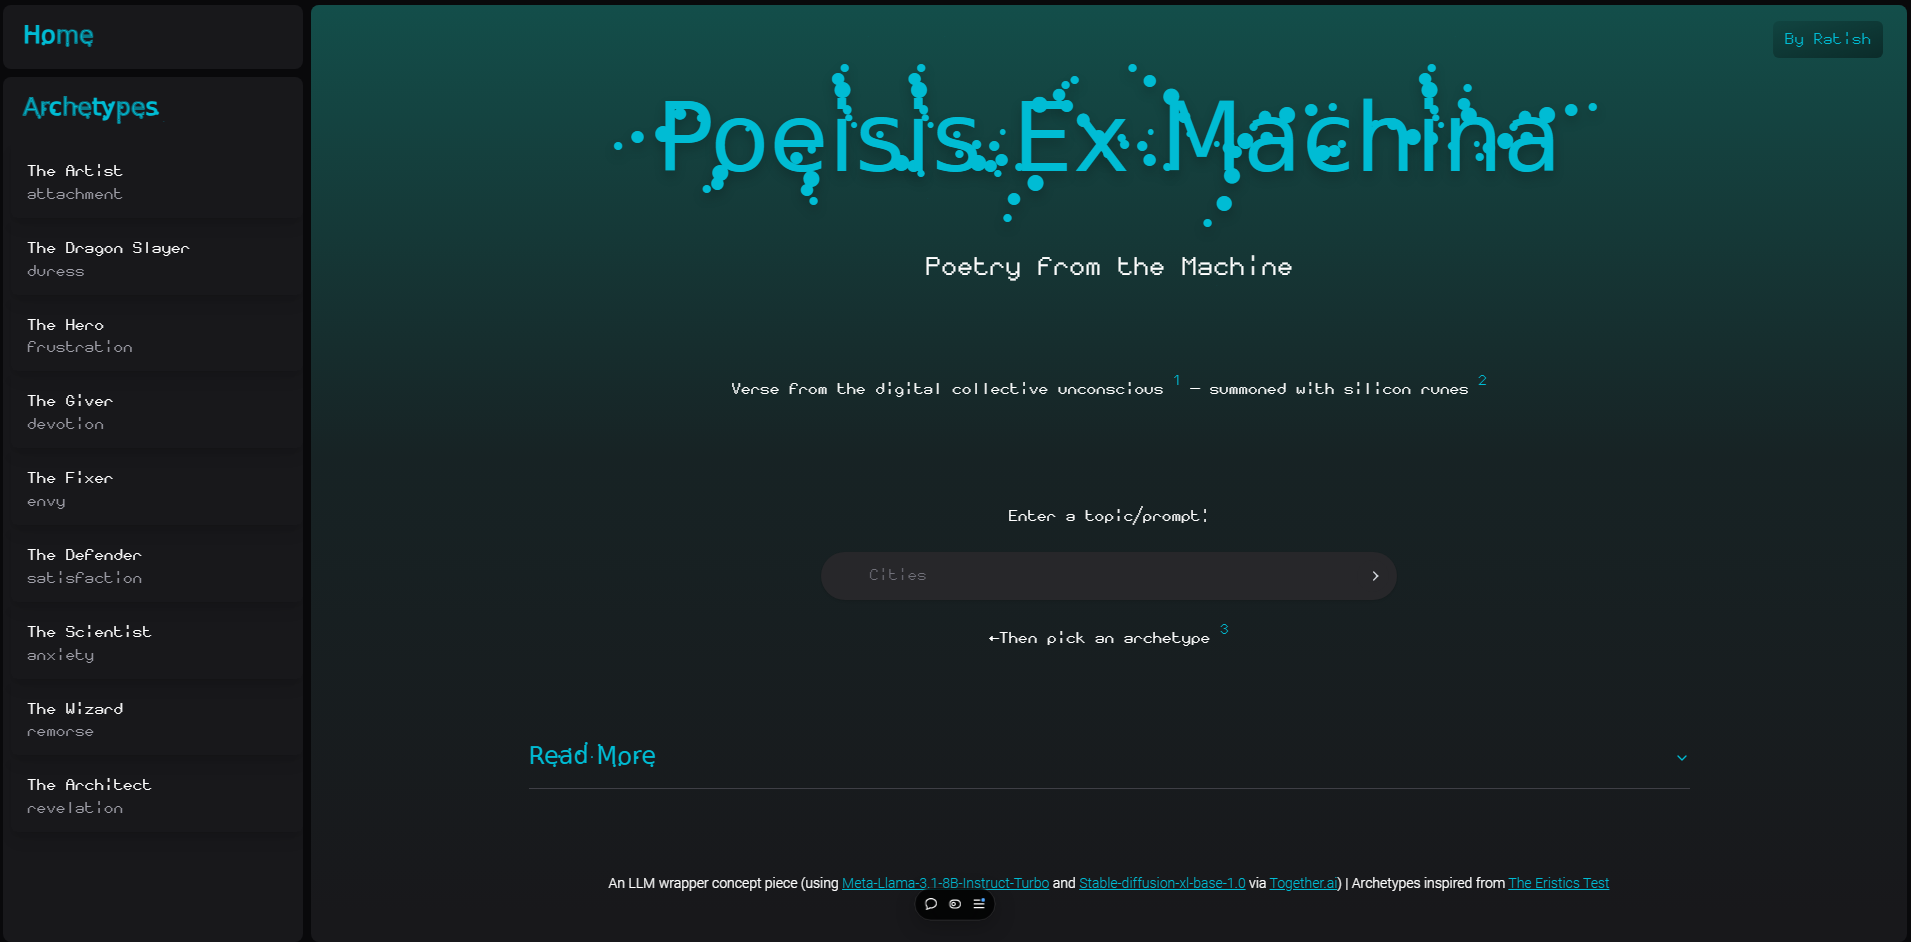 Home
Archetypes
The Artist
attachment
The Dragon Slayer
duress
The Hero
frustration
The Giver
devotion
The Fixer
envy
The Defender
satisfaction
The Scientist
anxiety
The Wizard
remorse
The Architect
revelation
By Ratish
Poeisis Ex Machina
Poetry from the Machine
Verse from the digital collective unconscious 1 — summoned with silicon runes 2
Enter a topic/prompt:
Cities
←Then pick an archetype 3
Read More
An LLM wrapper concept piece (using Meta-Llama-3.1-8B-Instruct-Turbo and Stable-diffusion-xl-base-1.0 via Together.ai) | Archetypes inspired from The Eristics Test